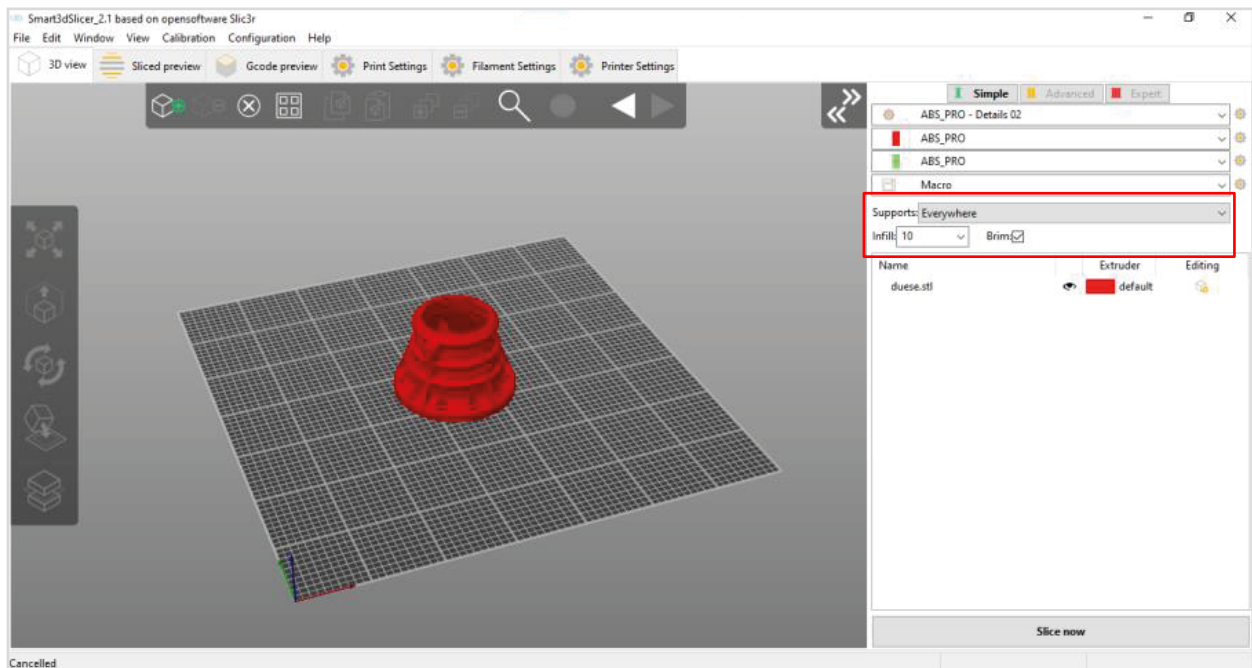 Smart3dSlicer_2.1 based on opensoftware Slic3r
File Edit Window View Calibration Configuration Help
3D view Sliced preview Gcode preview Print Settings Filament Settings Printer Settings
Simple Advanced Expert
ABS_PRO - Details 02
ABS_PRO
ABS_PRO
Macro
Supports: Everywhere
Infill: 10 Brim:
Name Extruder Editing
duese.stl default
Slice now
Cancelled